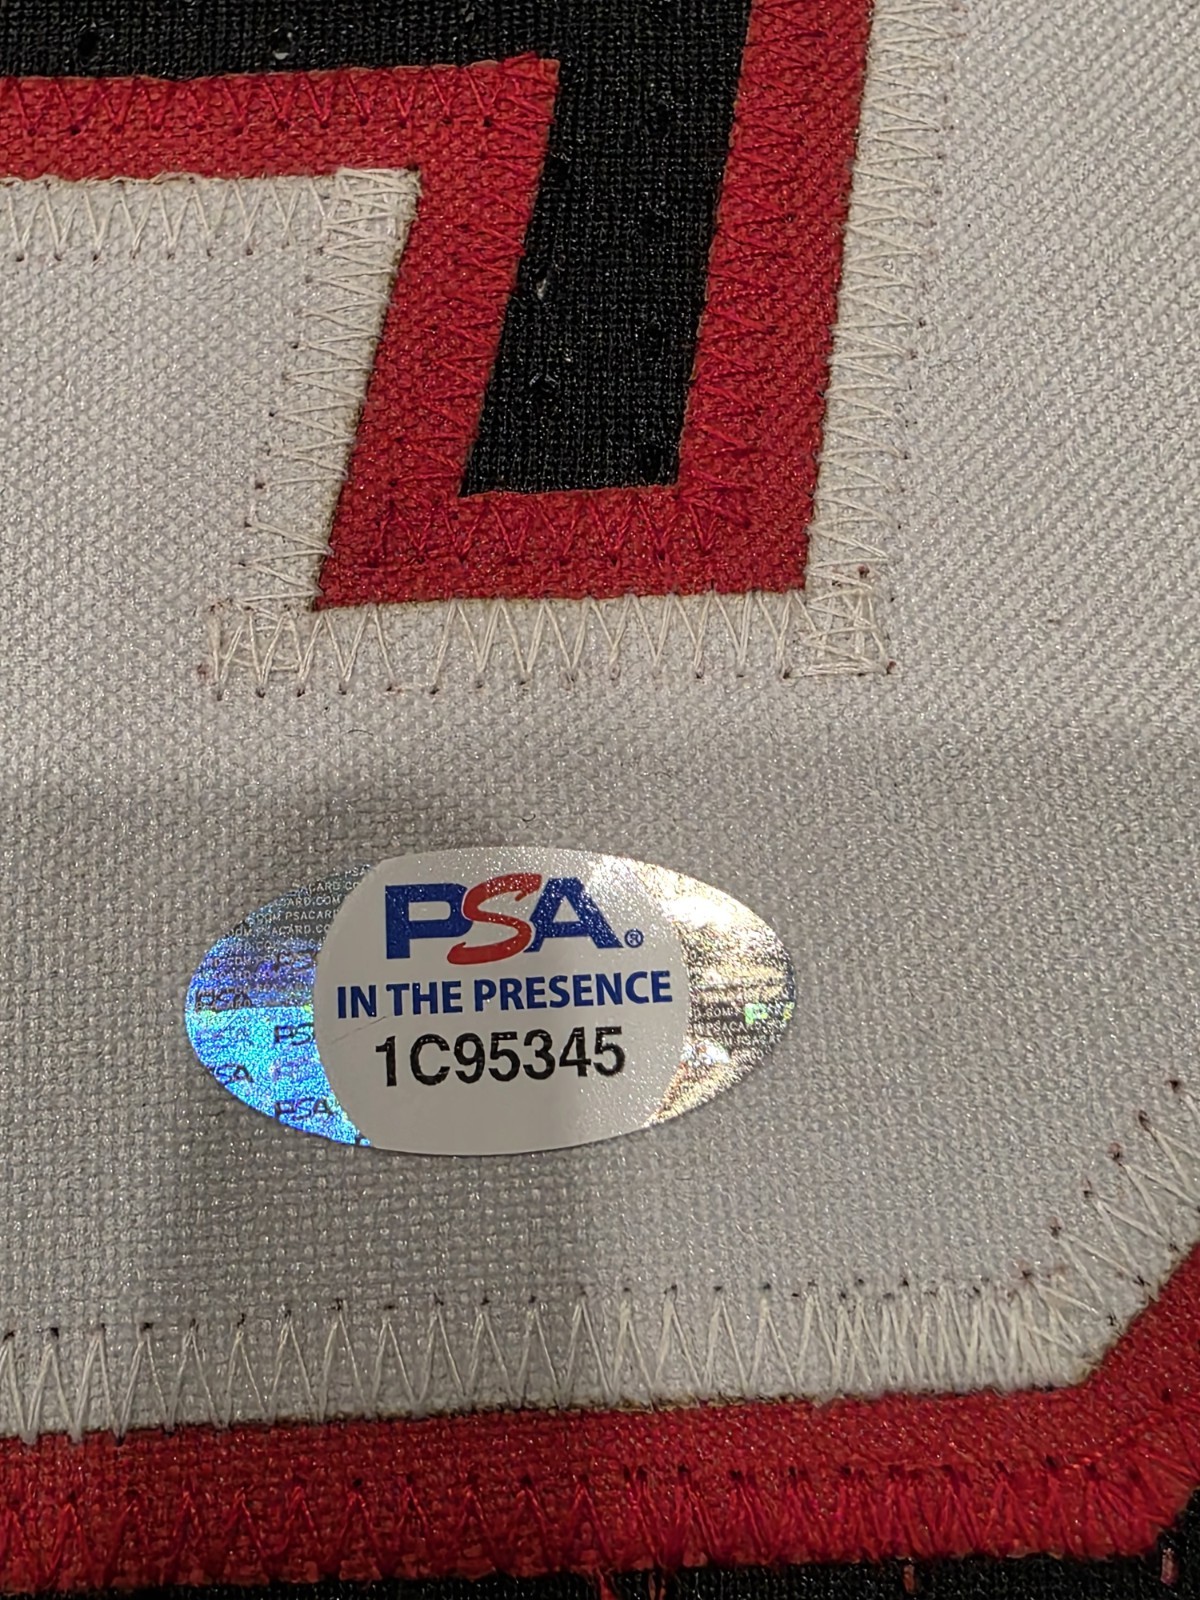 PSA®
IN THE PRESENCE
1C95345